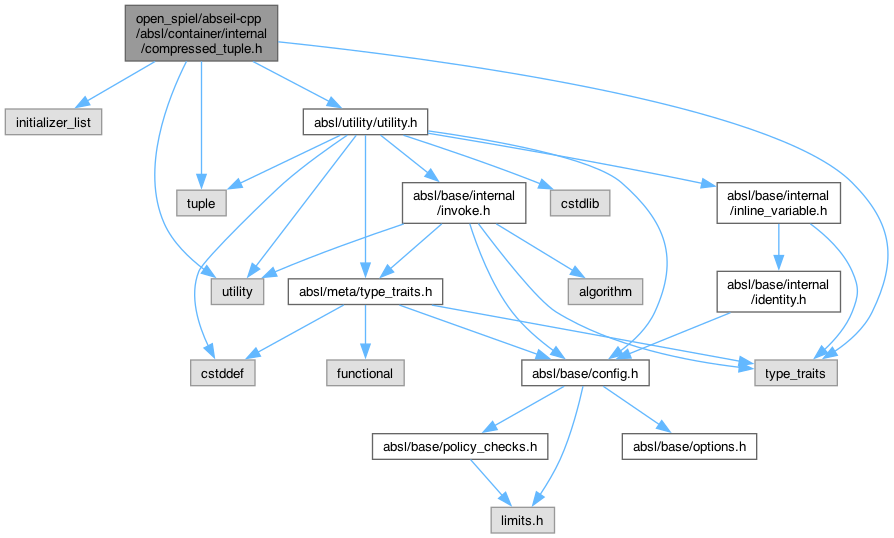 open_spiel/abseil-cpp
/absl/container/internal
/compressed_tuple.h
initializer_list
absl/utility/utility.h
tuple
absl/base/internal
/invoke.h
cstdlib
absl/base/internal
/inline_variable.h
utility
absl/meta/type_traits.h
algorithm
absl/base/internal
/identity.h
cstddef
functional
absl/base/config.h
type_traits
absl/base/policy_checks.h
absl/base/options.h
limits.h